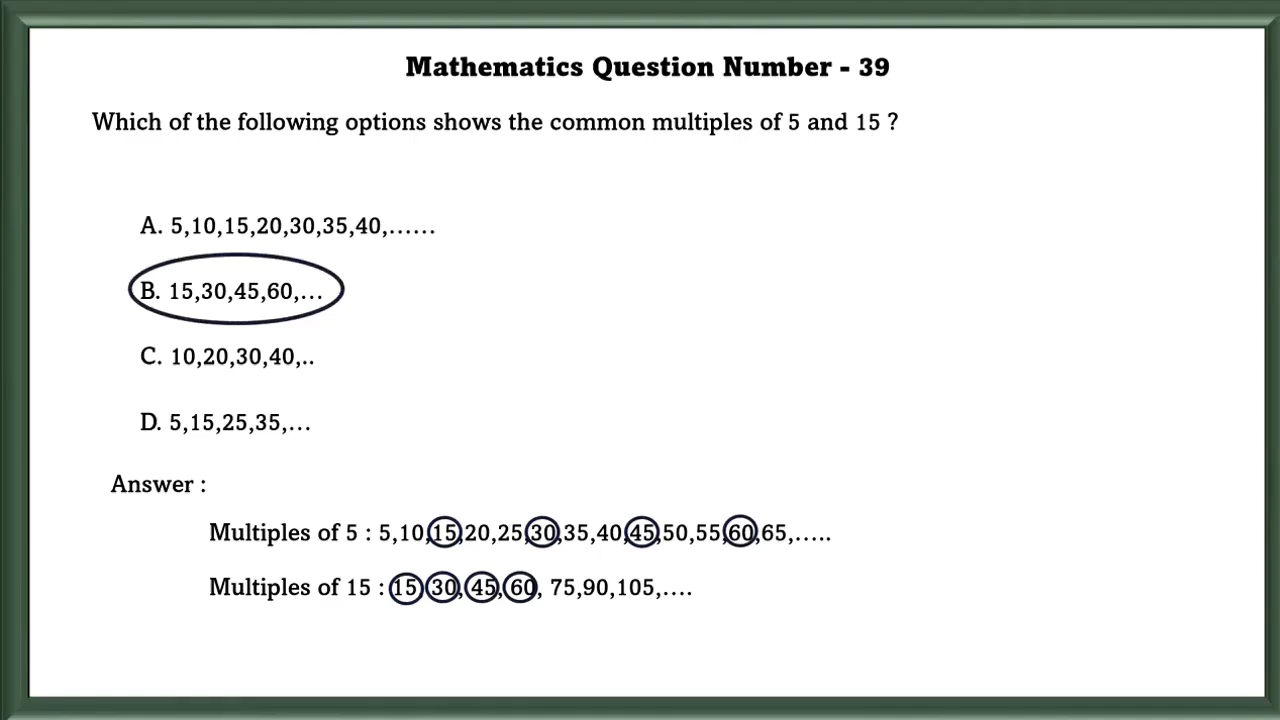 Mathematics Question Number - 39
Which of the following options shows the common multiples of 5 and 15 ?
A. 5,10,15,20,30,35,40,......
B. 15,30,45,60,...
C. 10,20,30,40,..
D. 5,15,25,35,...
Answer :
Multiples of 5 : 5,10,15,20,25,30,35,40,45,50,55,60,65,.....
Multiples of 15 : 15,30,45,60, 75,90,105,....